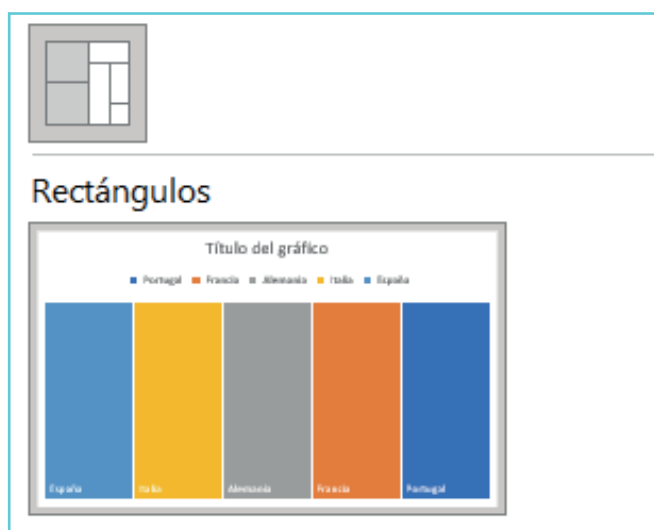 Rectángulos
Título del gráfico
Portugal Francia Alemania Italia España
España Italia Alemania Francia Portugal